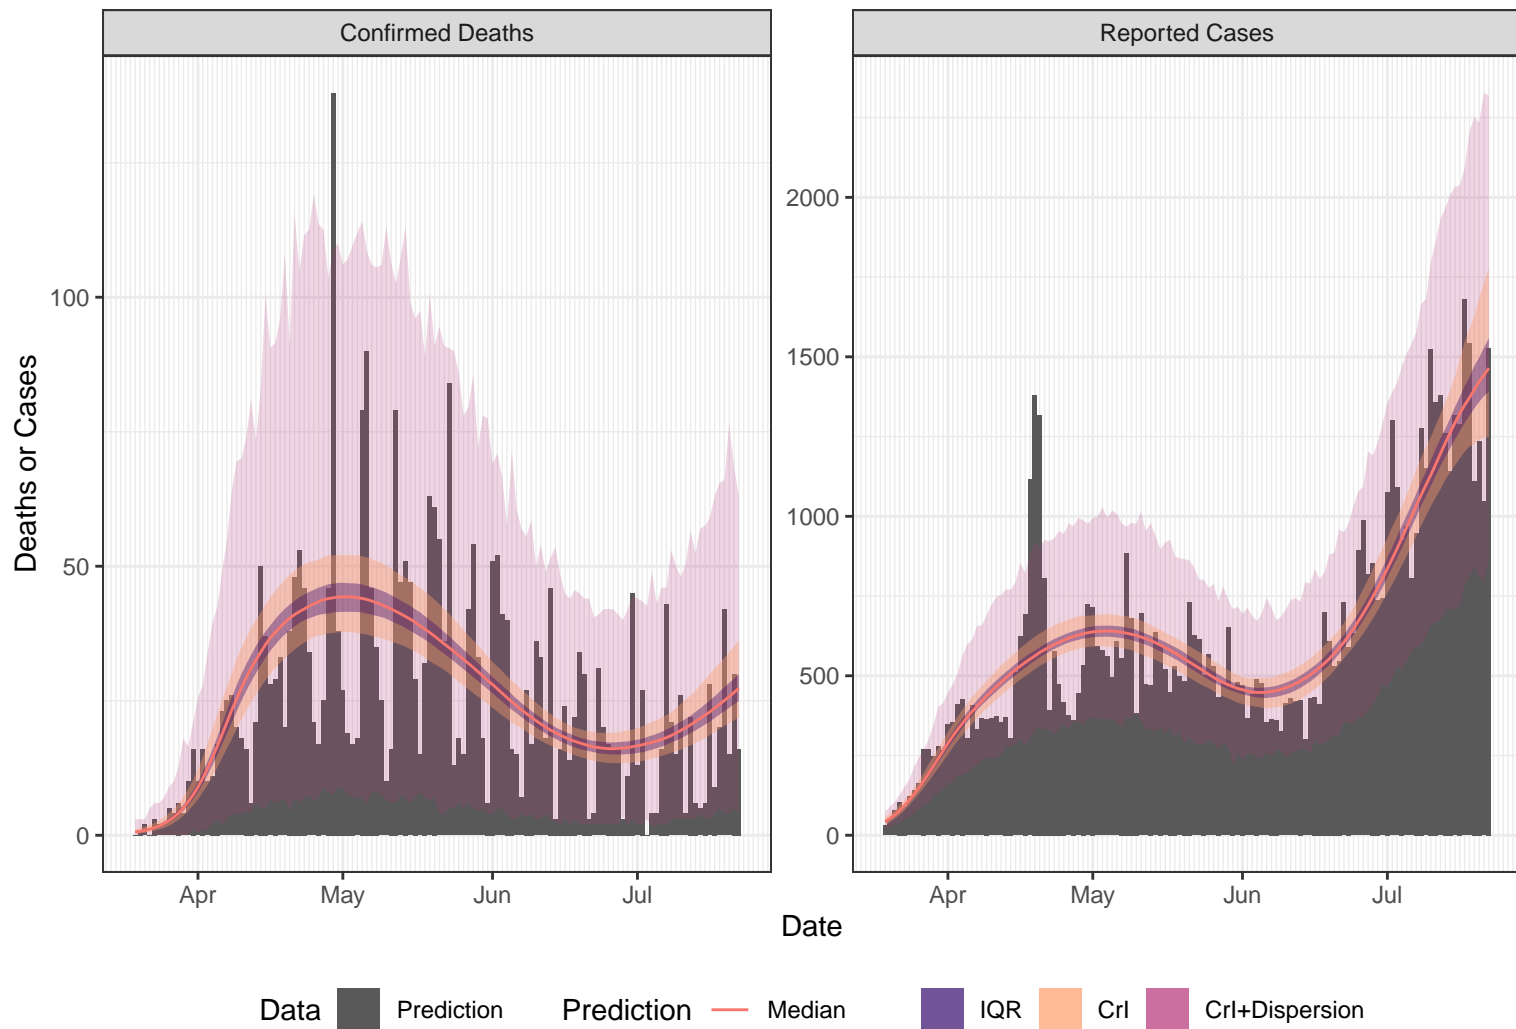 Confirmed Deaths
Reported Cases
Deaths or Cases
100
50
0
2000
1500
1000
500
0
Apr May Jun Jul
Apr May Jun Jul
Date
Data Prediction Prediction Median IQR CrI CrI+Dispersion